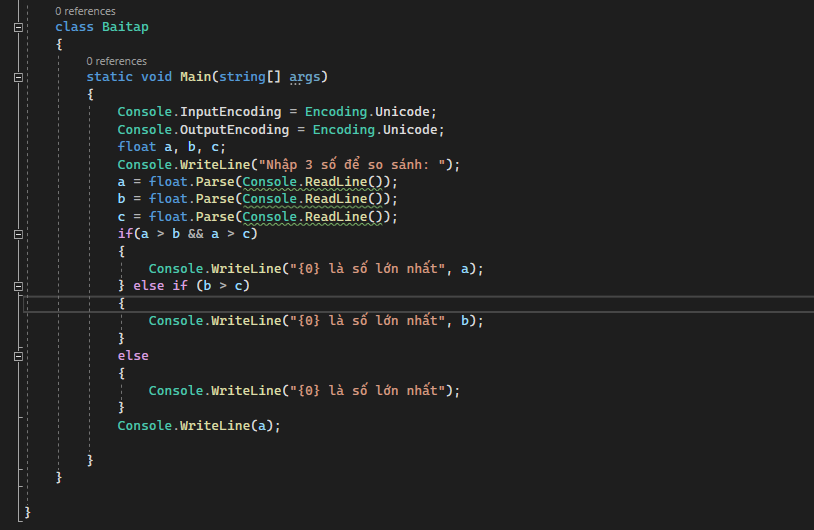 0 references
class Baitap
{
0 references
static void Main(string[] args)
{
Console.InputEncoding = Encoding.Unicode;
Console.OutputEncoding = Encoding.Unicode;
float a, b, c;
Console.WriteLine("Nhập 3 số để so sánh: ");
a = float.Parse(Console.ReadLine());
b = float.Parse(Console.ReadLine());
c = float.Parse(Console.ReadLine());
if(a > b && a > c)
{
Console.WriteLine("{0} là số lớn nhất", a);
} else if (b > c)
{
Console.WriteLine("{0} là số lớn nhất", b);
}
else
{
Console.WriteLine("{0} là số lớn nhất");
}
Console.WriteLine(a);
}
}
}